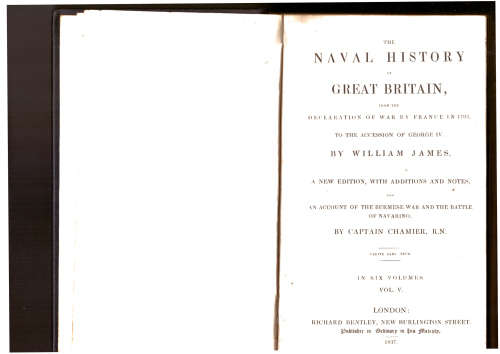 THE
NAVAL HISTORY
OF
GREAT BRITAIN,
FROM THE
DECLARATION OF WAR BY FRANCE IN 1793,
TO THE ACCESSION OF GEORGE IV.
BY WILLIAM JAMES.
A NEW EDITION, WITH ADDITIONS AND NOTES,
AND
AN ACCOUNT OF THE BURMESE WAR AND THE BATTLE
OF NAVARINO.
BY CAPTAIN CHAMIER, R.N.
IN SIX VOLUMES
VOL. V.
LONDON:
RICHARD BENTLEY, NEW BURLINGTON STREET
Publisher in Ordinary to His Majesty.
1837.